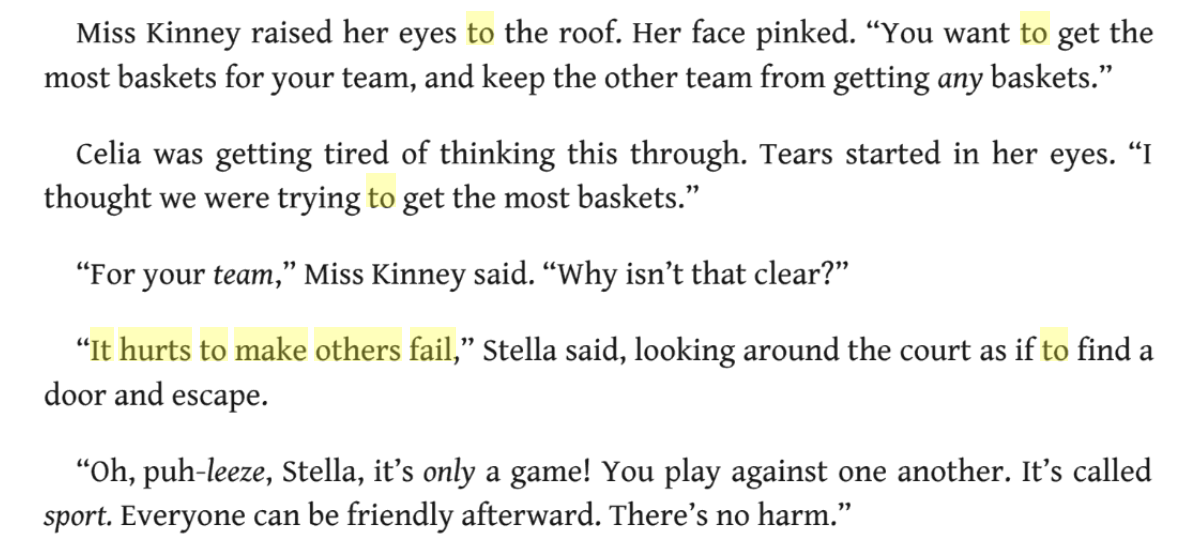 Miss Kinney raised her eyes to the roof. Her face pinked. “You want to get the
most baskets for your team, and keep the other team from getting any baskets.”
Celia was getting tired of thinking this through. Tears started in her eyes. “I
thought we were trying to get the most baskets.”
“For your team,” Miss Kinney said. “Why isn’t that clear?”
“It hurts to make others fail,” Stella said, looking around the court as if to find a
door and escape.
“Oh, puh-leeze, Stella, it’s only a game! You play against one another. It’s called
sport. Everyone can be friendly afterward. There’s no harm.”